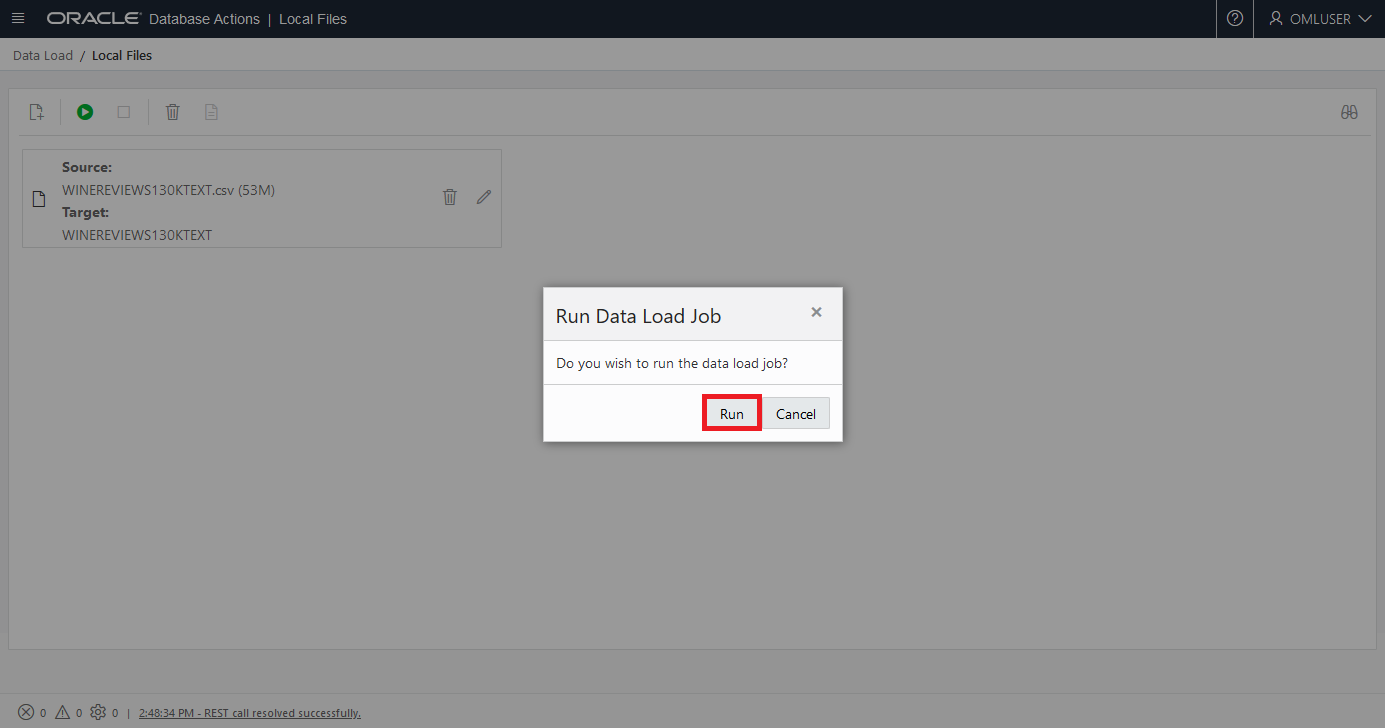 ORACLE Database Actions | Local Files
OMLUSER
Data Load / Local Files
Source:
WINEREVIEWS130KTEXT.csv (53M)
Target:
WINEREVIEWS130KTEXT
Run Data Load Job
Do you wish to run the data load job?
Run Cancel
0 0 0 | 2:48:34 PM - REST call resolved successfully.